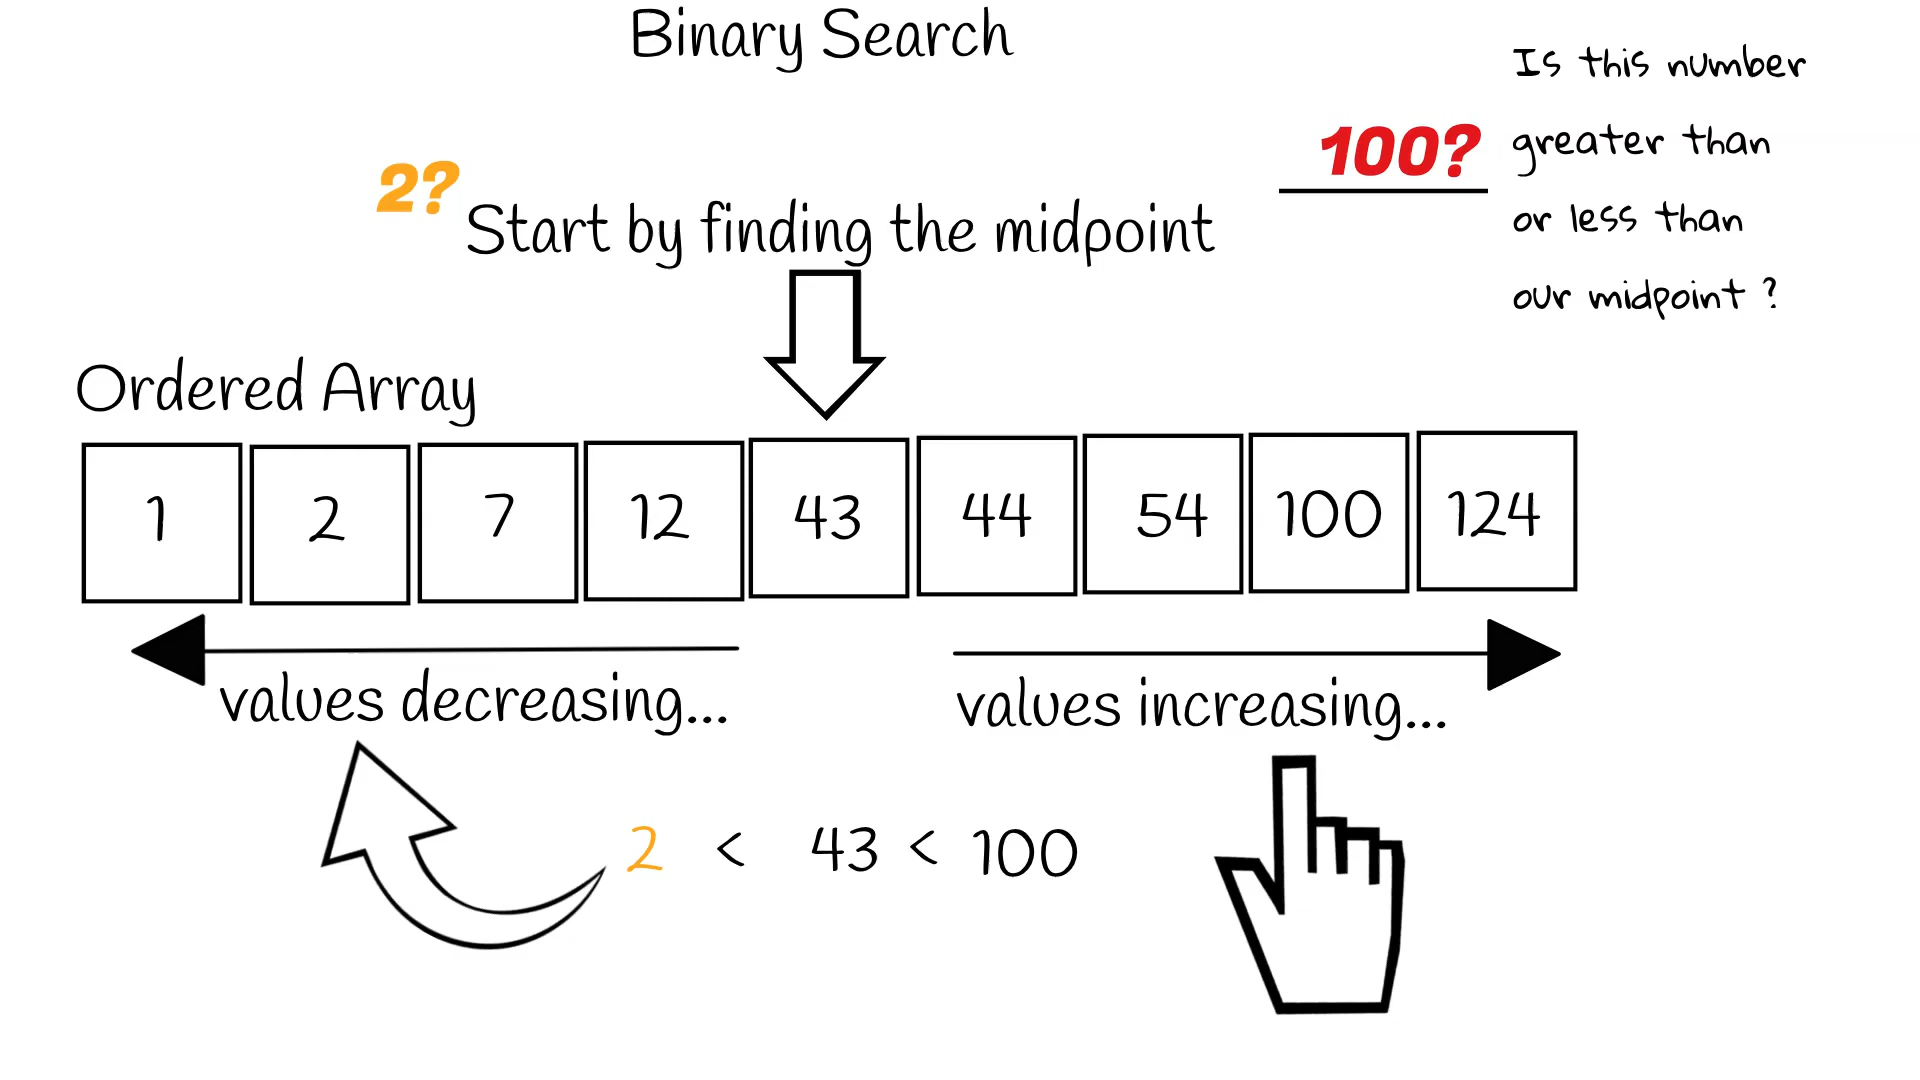 Binary Search
Is this number
greater than
or less than
our midpoint ?
100?
2?
Start by finding the midpoint
Ordered Array
1 2 7 12 43 44 54 100 124
values decreasing...
values increasing...
2 < 43 < 100